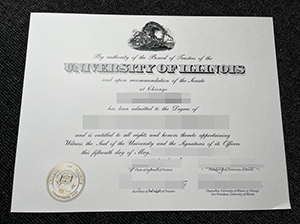 By authority of the Board of Trustees of the
UNIVERSITY OF ILLINOIS
and upon recommendation of the Senate
at Chicago
has been admitted to the Degree of
and is entitled to all rights and honors thereto appertaining
Witness the Seal of the University and the Signatures of its Officers
this fifteenth day of May,